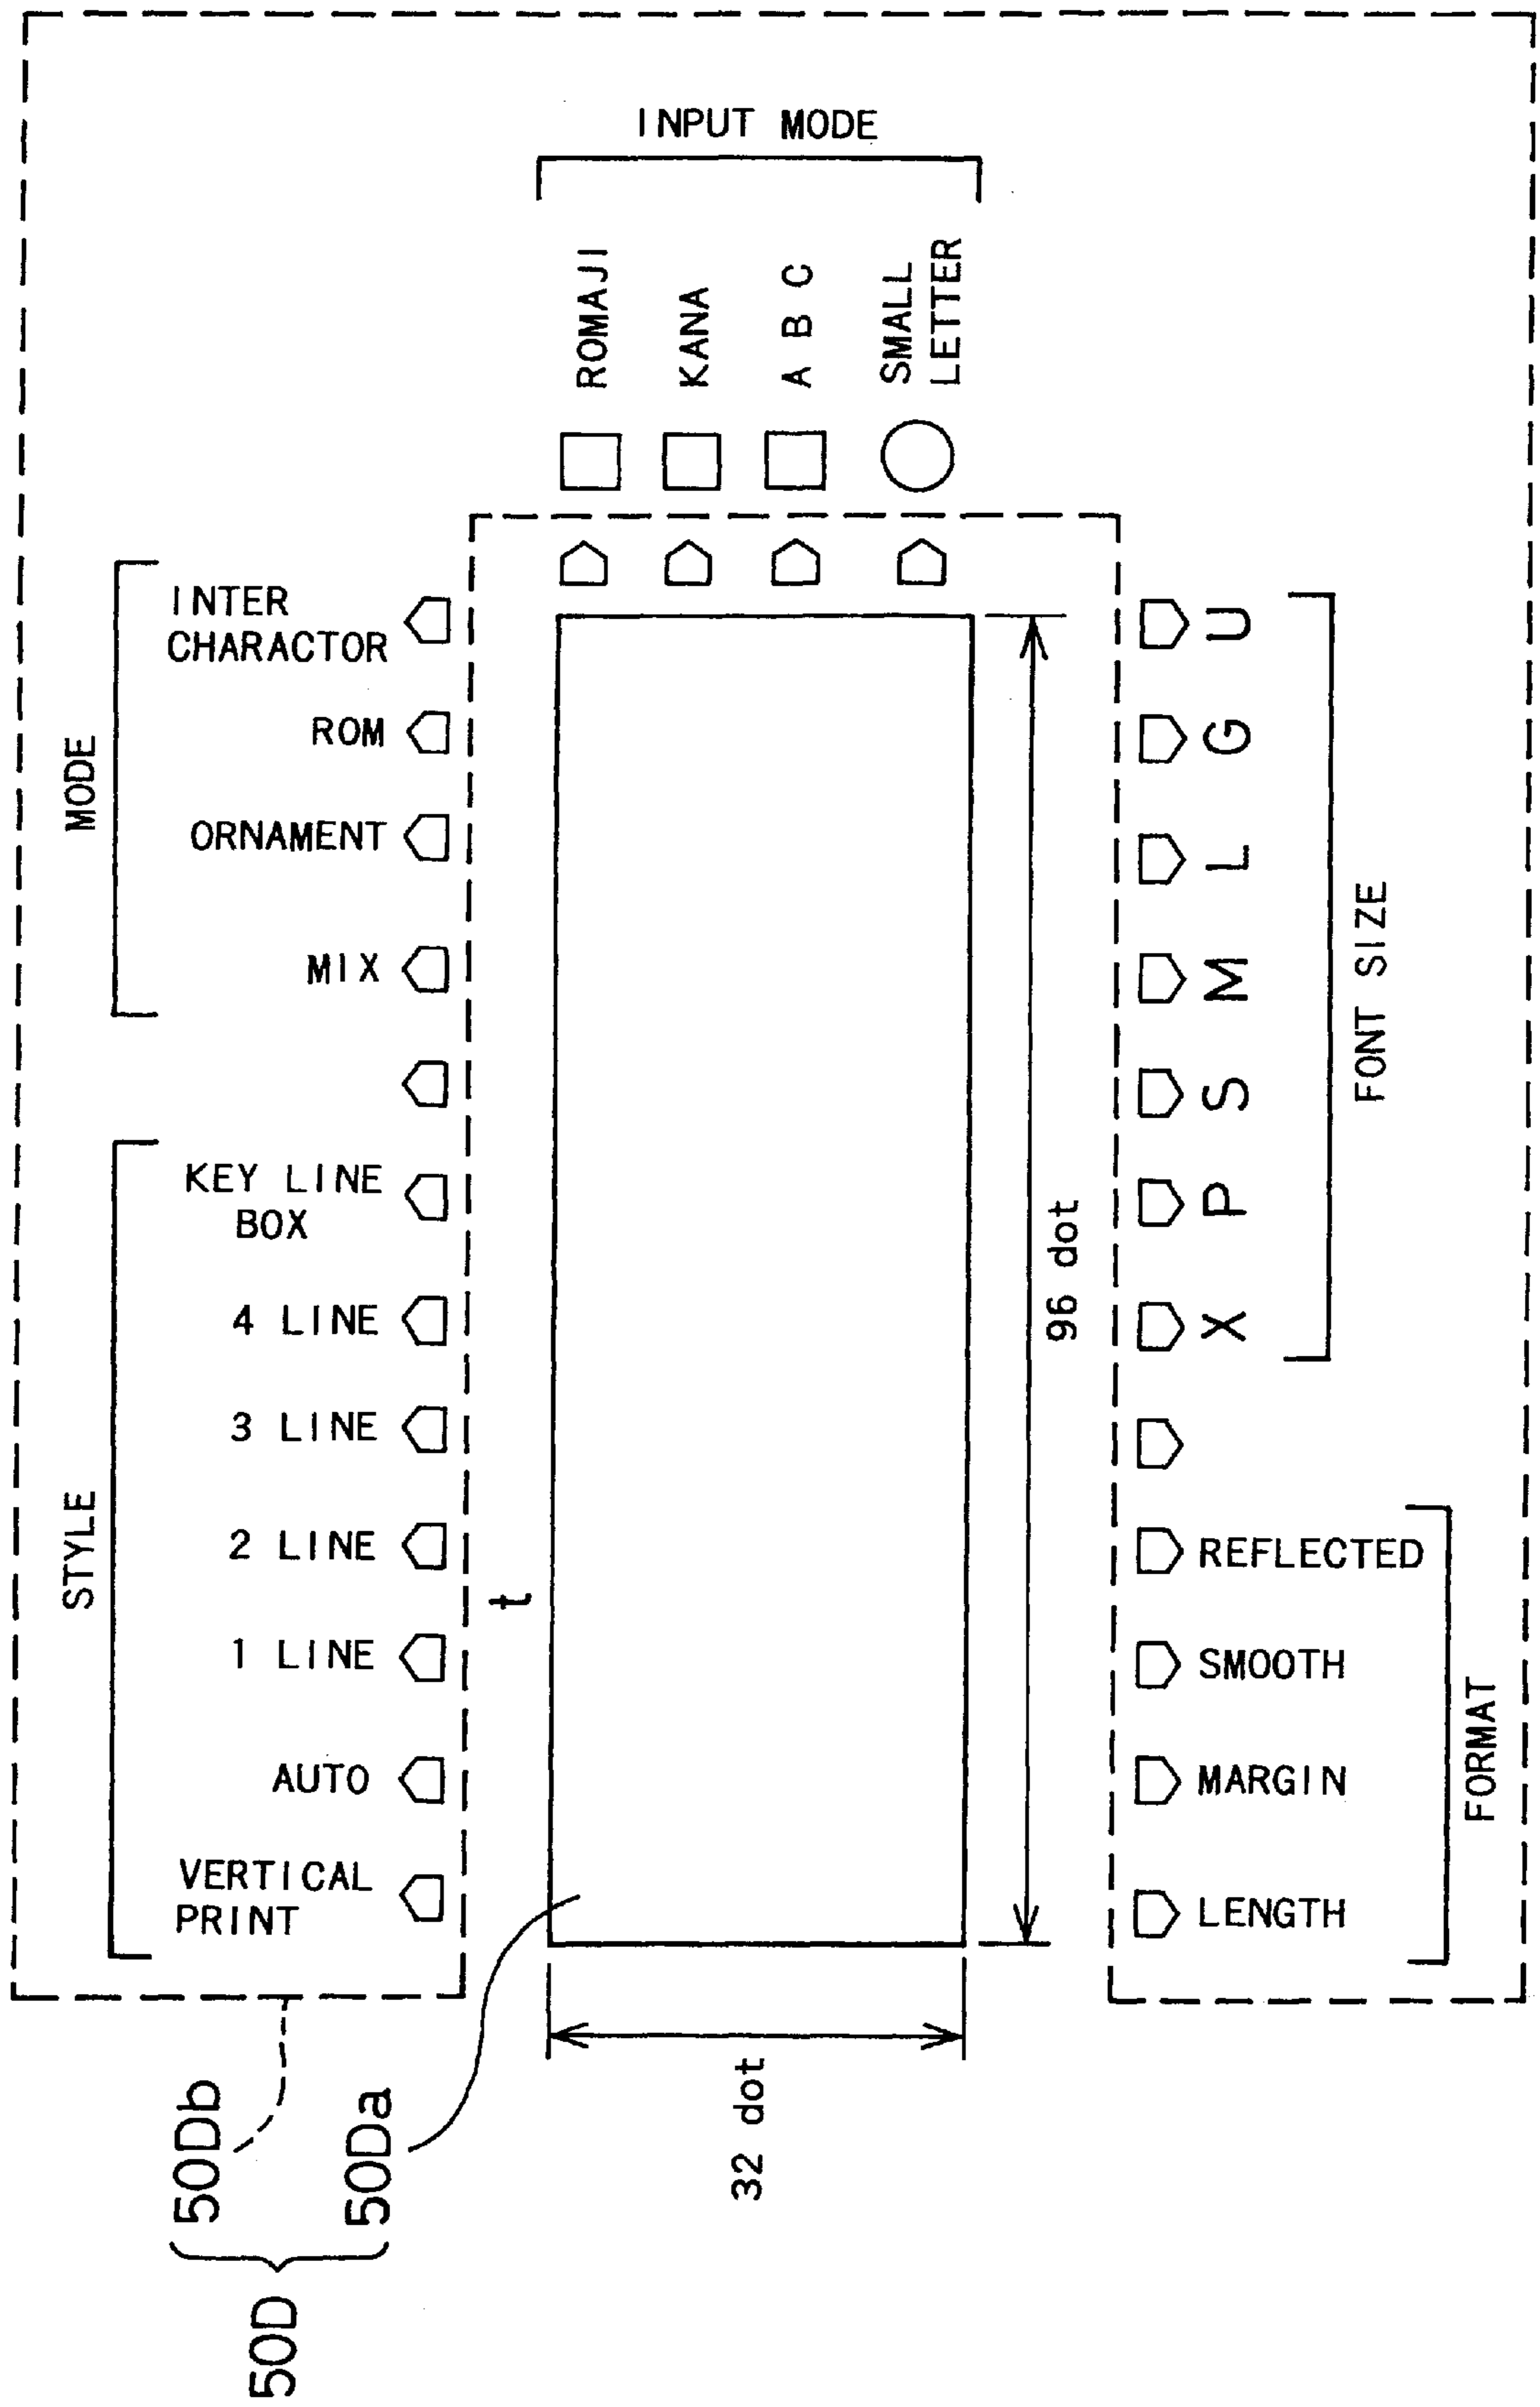 50D
50Db
50Da
STYLE
MODE
VERTICAL
PRINT
AUTO
1 LINE
2 LINE
3 LINE
4 LINE
KEY LINE
BOX
MIX
ORNAMENT
ROM
INTER
CHARACTOR
t
ROMAJI
KANA
A B C
SMALL
LETTER
INPUT MODE
32 dot
96 dot
LENGTH
MARGIN
SMOOTH
REFLECTED
X P S M L G U
FONT SIZE
FORMAT